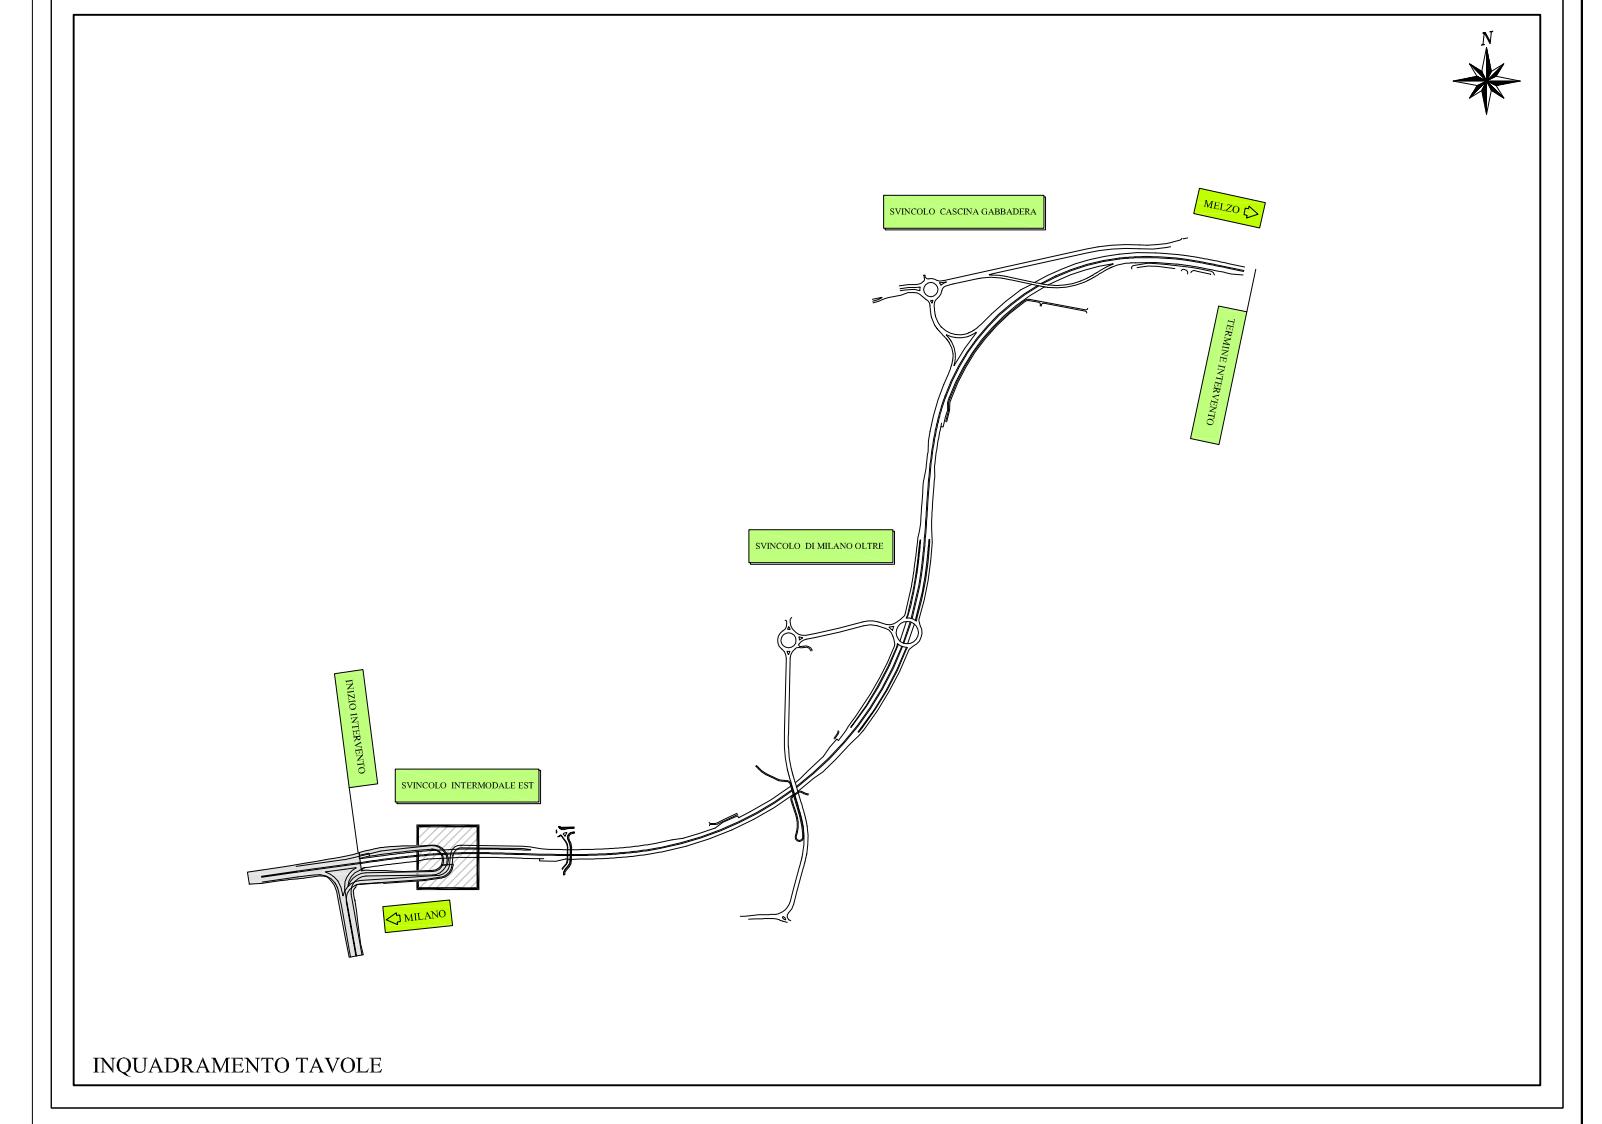 N
SVINCOLO CASCINA GABBADERA
MELZO
TERMINE INTERVENTO
SVINCOLO DI MILANO OLTRE
INIZIO INTERVENTO
SVINCOLO INTERMODALE EST
MILANO
INQUADRAMENTO TAVOLE